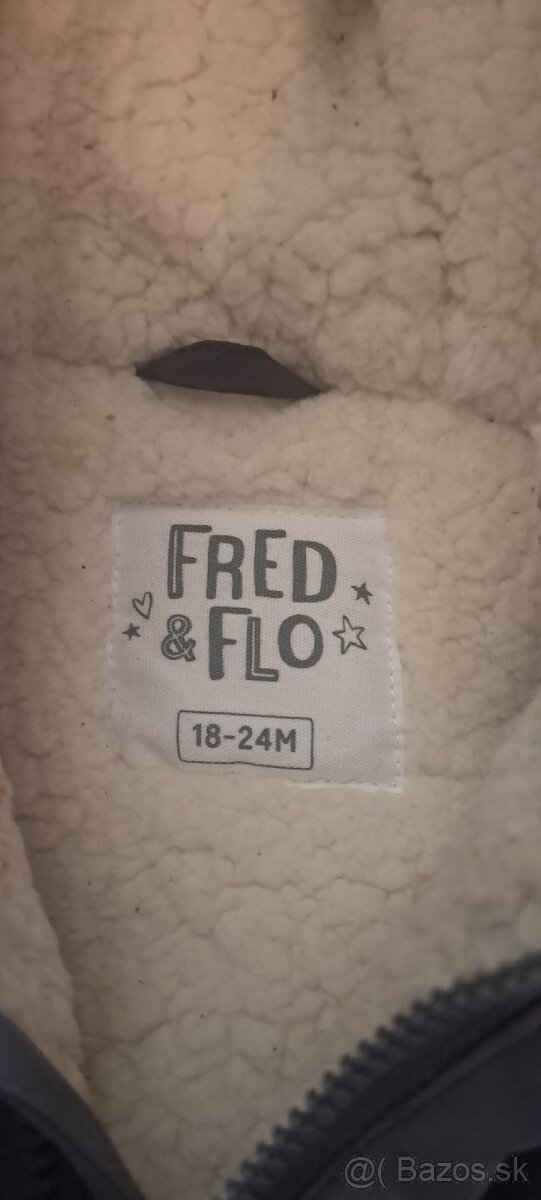 FRED
& FLO
18-24M
@( Bazos.sk